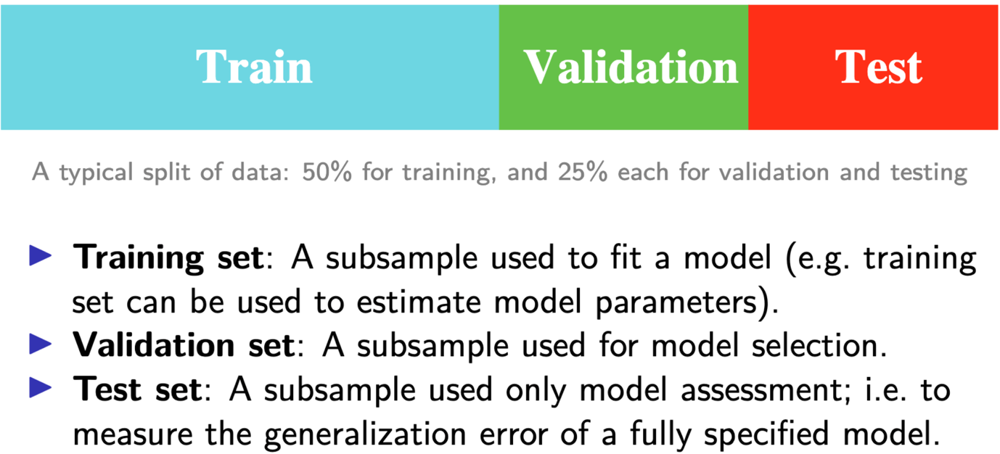 Train Validation Test
A typical split of data: 50% for training, and 25% each for validation and testing
▶ Training set: A subsample used to fit a model (e.g. training
set can be used to estimate model parameters).
▶ Validation set: A subsample used for model selection.
▶ Test set: A subsample used only model assessment; i.e. to
measure the generalization error of a fully specified model.